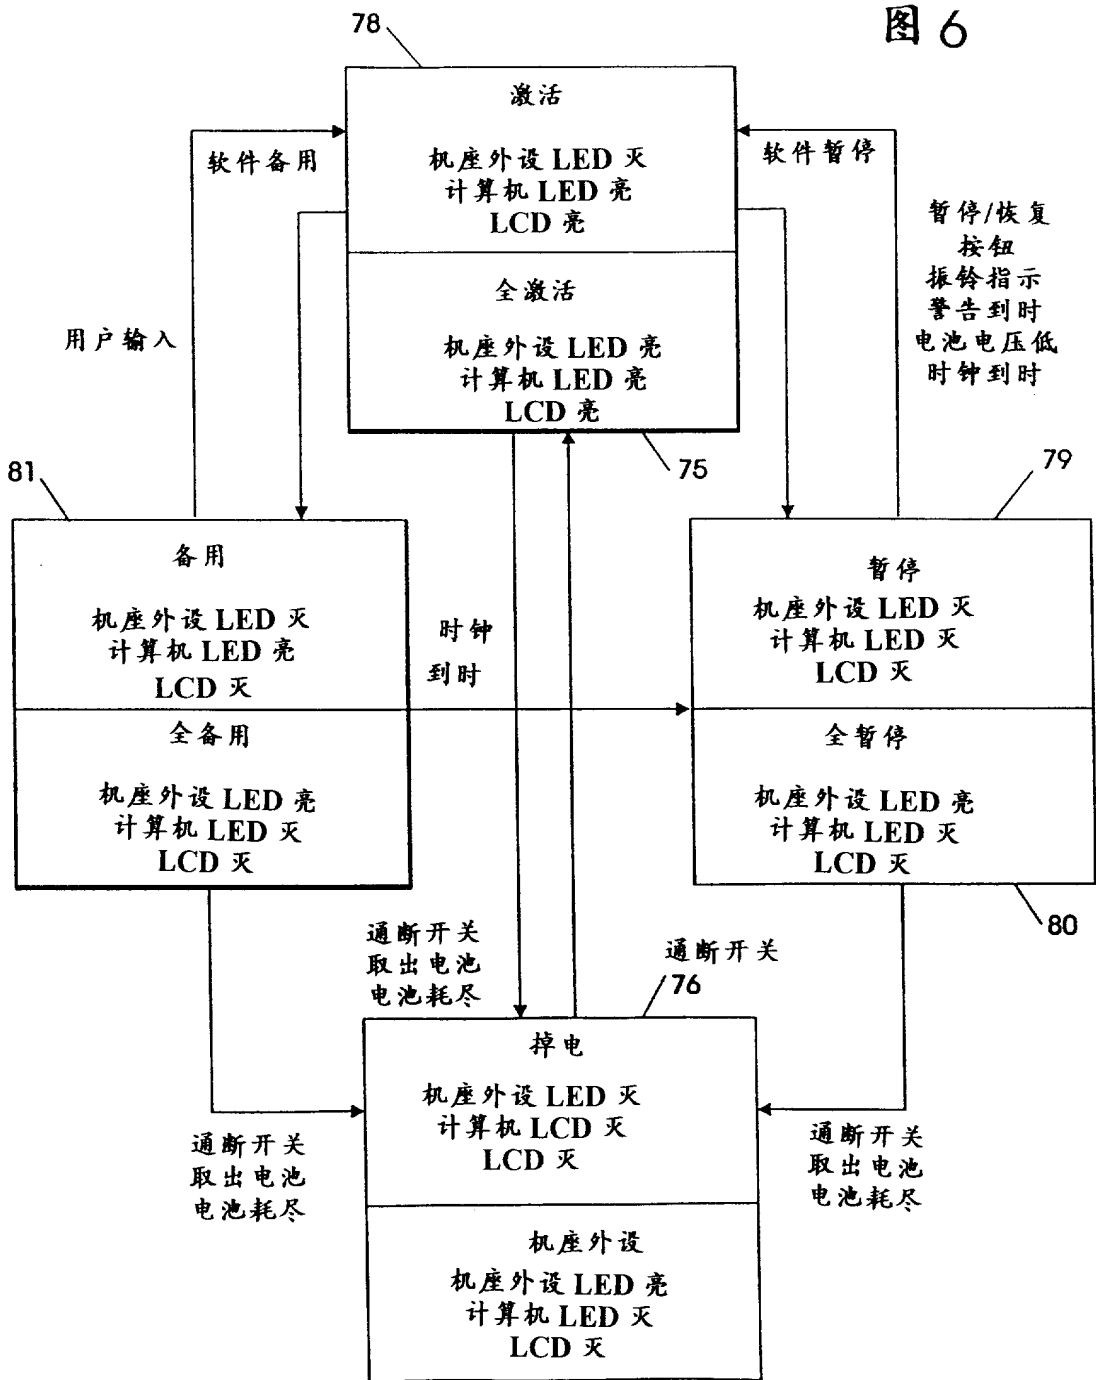 图 6
78
激活
机座外设 LED 灭
计算机 LED 亮
LCD 亮
全激活
机座外设 LED 亮
计算机 LED 亮
LCD 亮
75
软件备用
用户输入
软件暂停
暂停/恢复
按钮
振铃指示
警告到时
电池电压低
时钟到时
81
备用
机座外设 LED 灭
计算机 LED 亮
LCD 灭
全备用
机座外设 LED 亮
计算机 LED 灭
LCD 灭
时钟
到时
79
暂停
机座外设 LED 灭
计算机 LED 灭
LCD 灭
全暂停
机座外设 LED 亮
计算机 LED 灭
LCD 灭
80
通断开关
取出电池
电池耗尽
通断开关
76
掉电
机座外设 LED 灭
计算机 LCD 灭
LCD 灭
机座外设
机座外设 LED 亮
计算机 LED 灭
LCD 灭
通断开关
取出电池
电池耗尽
通断开关
取出电池
电池耗尽